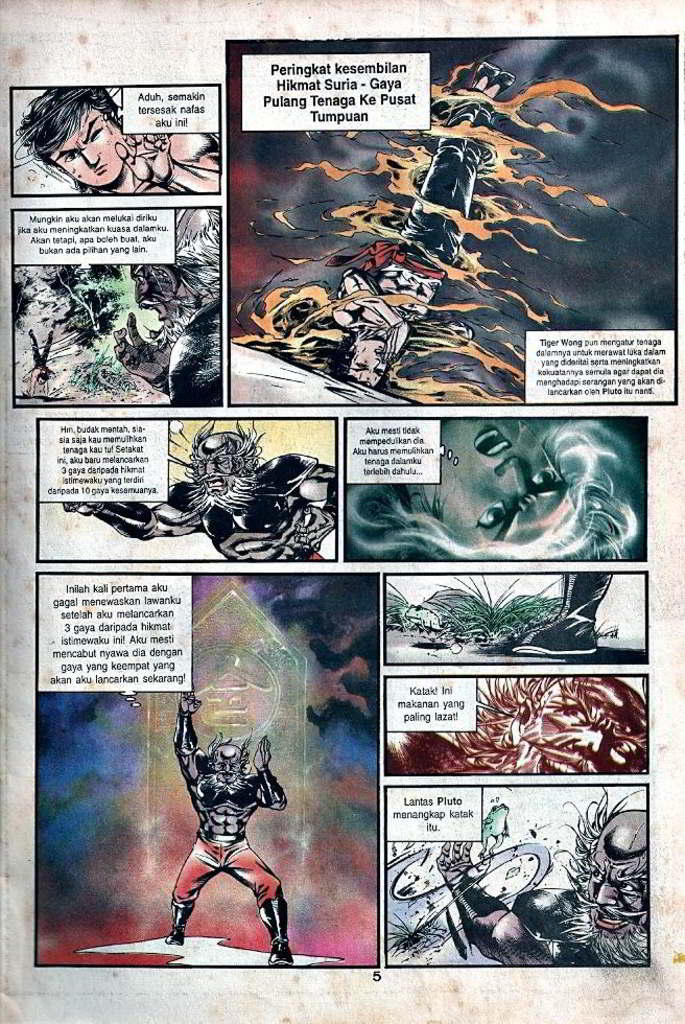 Aduh, semakin
tersesak nafas
aku ini!
Peringkat kesembilan
Hikmat Suria - Gaya
Pulang Tenaga Ke Pusat
Tumpuan
Mungkin aku akan melukai diriku
jika aku meningkatkan kuasa dalamku.
Akan tetapi, apa boleh buat, aku
bukan ada pilihan yang lain.
Tiger Wong pun mengatur tenaga
dalamnya untuk merawat luka dalam
yang dideritai dan meningkatkan
kekuatannya semula agar dapat dia
menghadapi serangan yang akan di-
lancarkan oleh Pluto itu nanti.
Hm, budak mentah, sia-
sia saja kau memulihkan
tenaga kau tu! Setakat
ini, aku baru melancarkan
3 gaya daripada hikmat
istimewaku yang terdiri
daripada 10 gaya kesemuanya.
Aku mesti tidak
mempedulikan dia.
Aku harus memulihkan
tenaga dalamku
terlebih dahulu...
Inilah kali pertama aku
gagal menewaskan lawanku
setelah aku melancarkan
3 gaya daripada hikmat
istimewaku ini! Aku mesti
mencabut nyawa dia dengan
gaya yang keempat yang
akan aku lancarkan sekarang!
Katak! Ini
makanan yang
paling lazat!
Lantas Pluto
menangkap katak
itu.
5